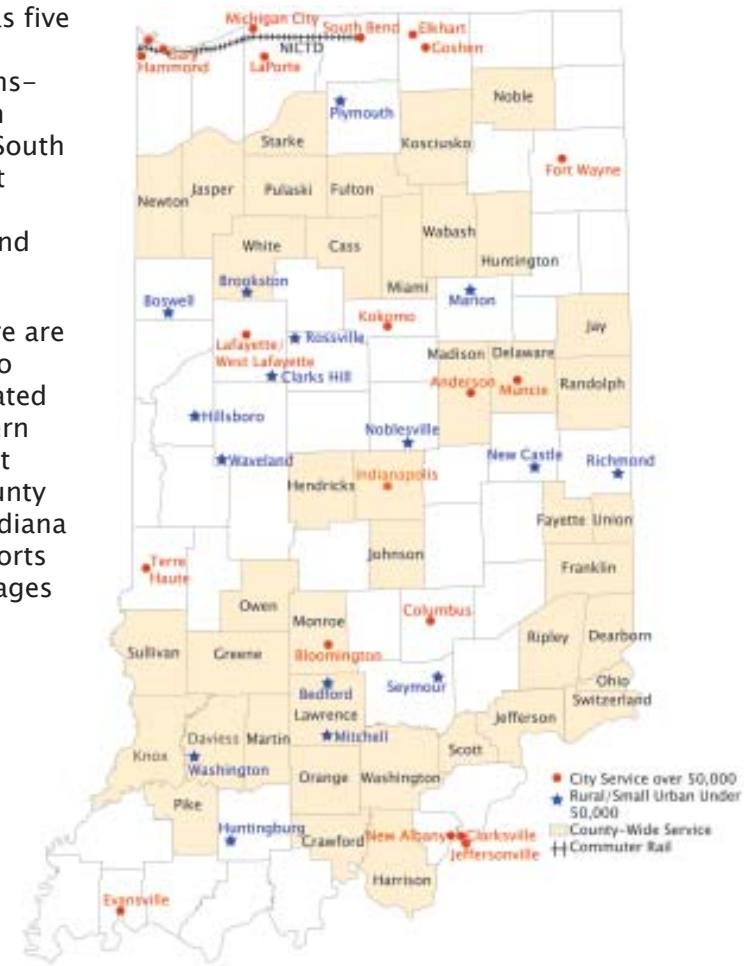 s five
ns-
n
South
t
nd
re are
o
ated
ern
t
unty
diana
orts
ages
Michigan City
South Bend
Elkhart
Goshen
NICTD
Gary
Hammond
LaPorte
Plymouth
Noble
Starke
Kosciusko
Fort Wayne
Newton
Jasper
Pulaski
Fulton
White
Cass
Wabash
Huntington
Miami
Brookston
Boswell
Marion
Kokomo
Jay
Rossville
Lafayette/
West Lafayette
Clarks Hill
Madison
Delaware
Anderson
Muncie
Randolph
Hillsboro
Noblesville
Waveland
New Castle
Richmond
Hendricks
Indianapolis
Fayette
Union
Johnson
Franklin
Terre
Haute
Owen
Monroe
Columbus
Sullivan
Greene
Bloomington
Ripley
Dearborn
Bedford
Seymour
Ohio
Switzerland
Lawrence
Jefferson
Daviess
Martin
Mitchell
Knox
Washington
Orange
Washington
Scott
Pike
Huntingburg
Crawford
New Albany
Clarksville
Jeffersonville
Harrison
Evansville
City Service over 50,000
Rural/Small Urban Under
50,000
County-Wide Service
Commuter Rail